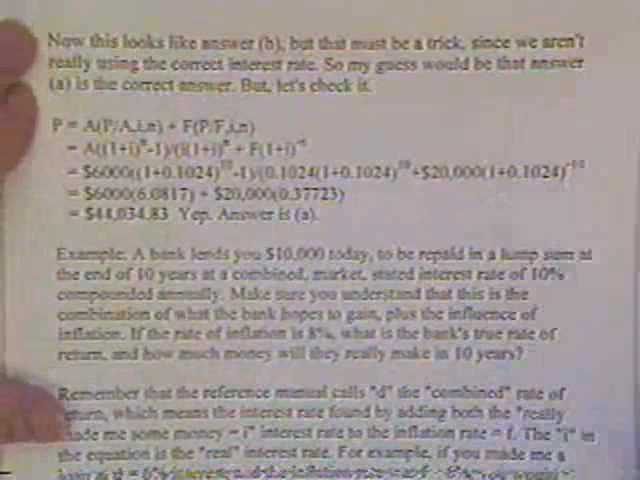 Now this looks like answer (b), but that must be a trick, since we aren't
really using the correct interest rate. So my guess would be that answer
(a) is the correct answer. But, let's check it.
P = A(P/A,i,n) + F(P/F,i,n)
= A((1+i)ⁿ-1)/(i(1+i)ⁿ + F(1+i)⁻ⁿ
= $6000((1+0.1024)¹⁰-1)/(0.1024(1+0.1024)¹⁰+$20,000(1+0.1024)⁻¹⁰
= $6000(6.0817) + $20,000(0.37723)
= $44,034.83 Yep. Answer is (a).
Example: A bank lends you $10,000 today, to be repaid in a lump sum at
the end of 10 years at a combined, market, stated interest rate of 10%
compounded annually. Make sure you understand that this is the
combination of what the bank hopes to gain, plus the influence of
inflation. If the rate of inflation is 8%, what is the bank's true rate of
return, and how much money will they really make in 10 years?
Remember that the reference manual calls "d" the "combined" rate of
return, which means the interest rate found by adding both the "really
made me some money = i" interest rate to the inflation rate = f. The "i" in
the equation is the "real" interest rate. For example, if you made me a